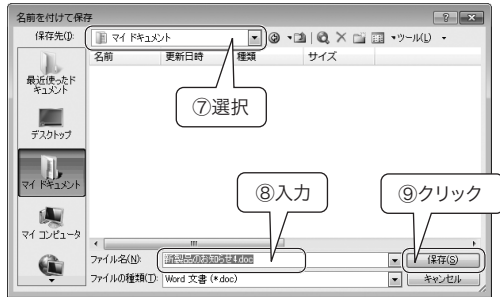 名前を付けて保存
保存先(I):
マイ ドキュメント
ツール(L)
名前
更新日時
種類
サイズ
最近使ったド
キュメント
⑦選択
デスクトップ
マイ ドキュメント
⑧入力
⑨クリック
マイ コンピュータ
ファイル名(N):
新製品のお知らせ4.doc
保存(S)
ファイルの種類(T):
Word 文書 (*.doc)
キャンセル